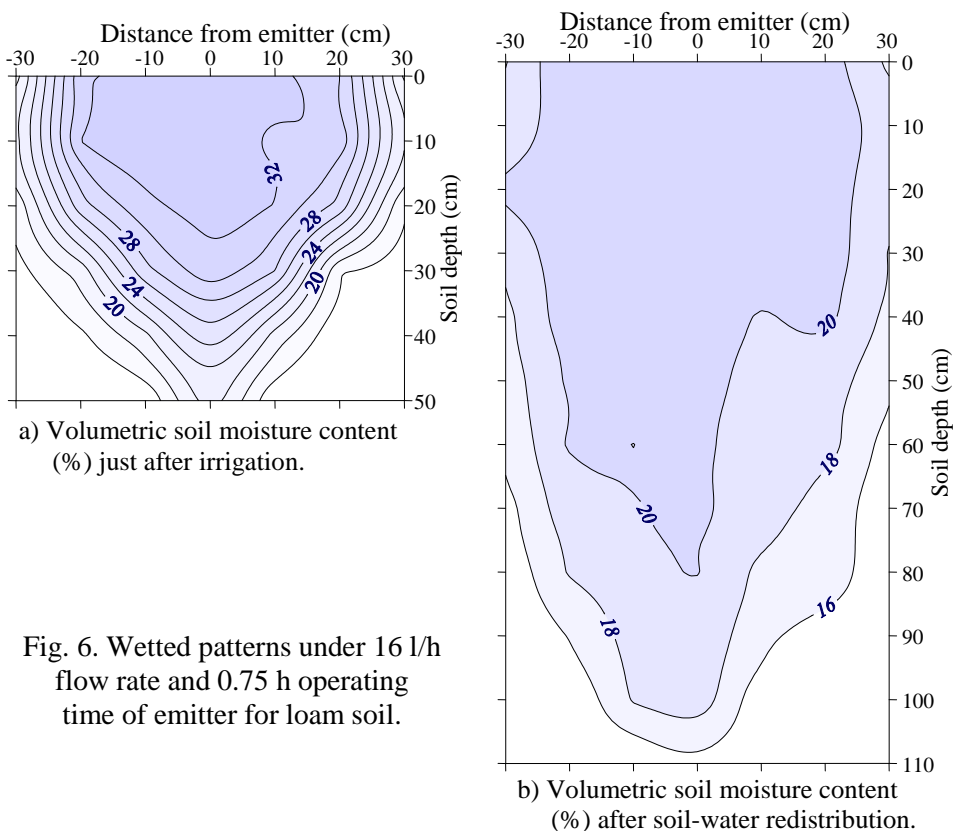 Distance from emitter (cm)
-30 -20 -10 0 10 20 30
0
10
20
30
40
50
Soil depth (cm)
32
28
28
24
24
20
20
a) Volumetric soil moisture content
(%) just after irrigation.
Fig. 6. Wetted patterns under 16 l/h
flow rate and 0.75 h operating
time of emitter for loam soil.
Distance from emitter (cm)
-30 -20 -10 0 10 20 30
0
10
20
30
40
50
60
70
80
90
100
110
Soil depth (cm)
20
18
20
16
18
b) Volumetric soil moisture content
(%) after soil-water redistribution.